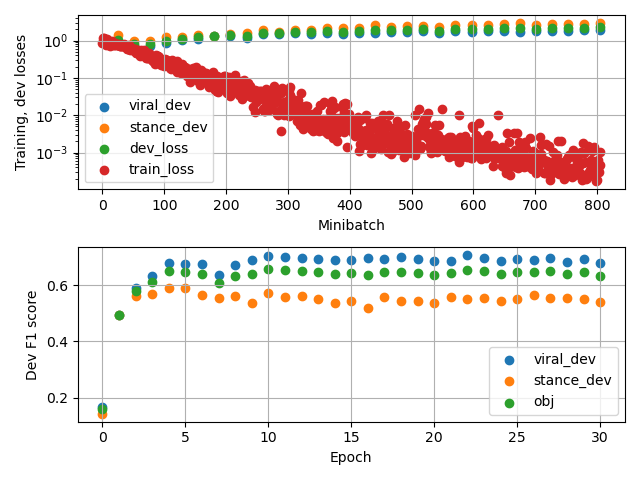 Training, dev losses
10⁰
10⁻¹
10⁻²
10⁻³
viral_dev
stance_dev
dev_loss
train_loss
0 100 200 300 400 500 600 700 800
Minibatch
Dev F1 score
0.6
0.4
0.2
viral_dev
stance_dev
obj
0 5 10 15 20 25 30
Epoch